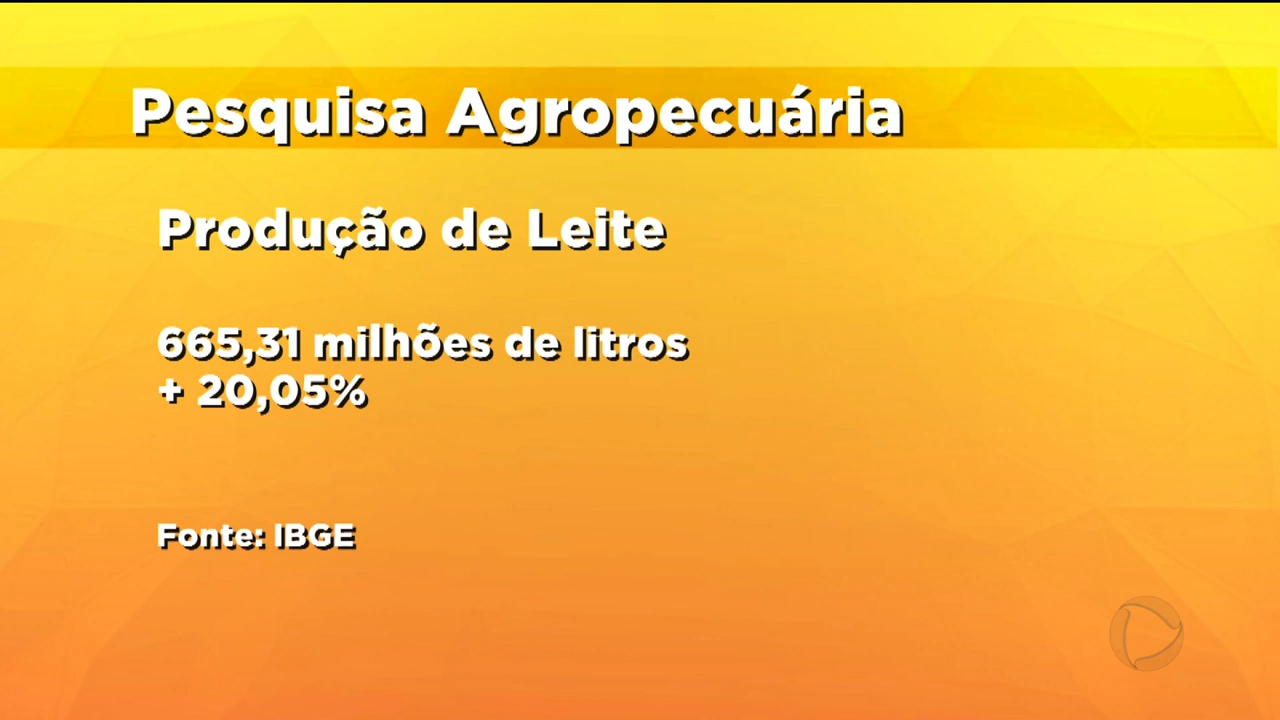 Pesquisa Agropecuária
Produção de Leite
665,31 milhões de litros
+ 20,05%
Fonte: IBGE